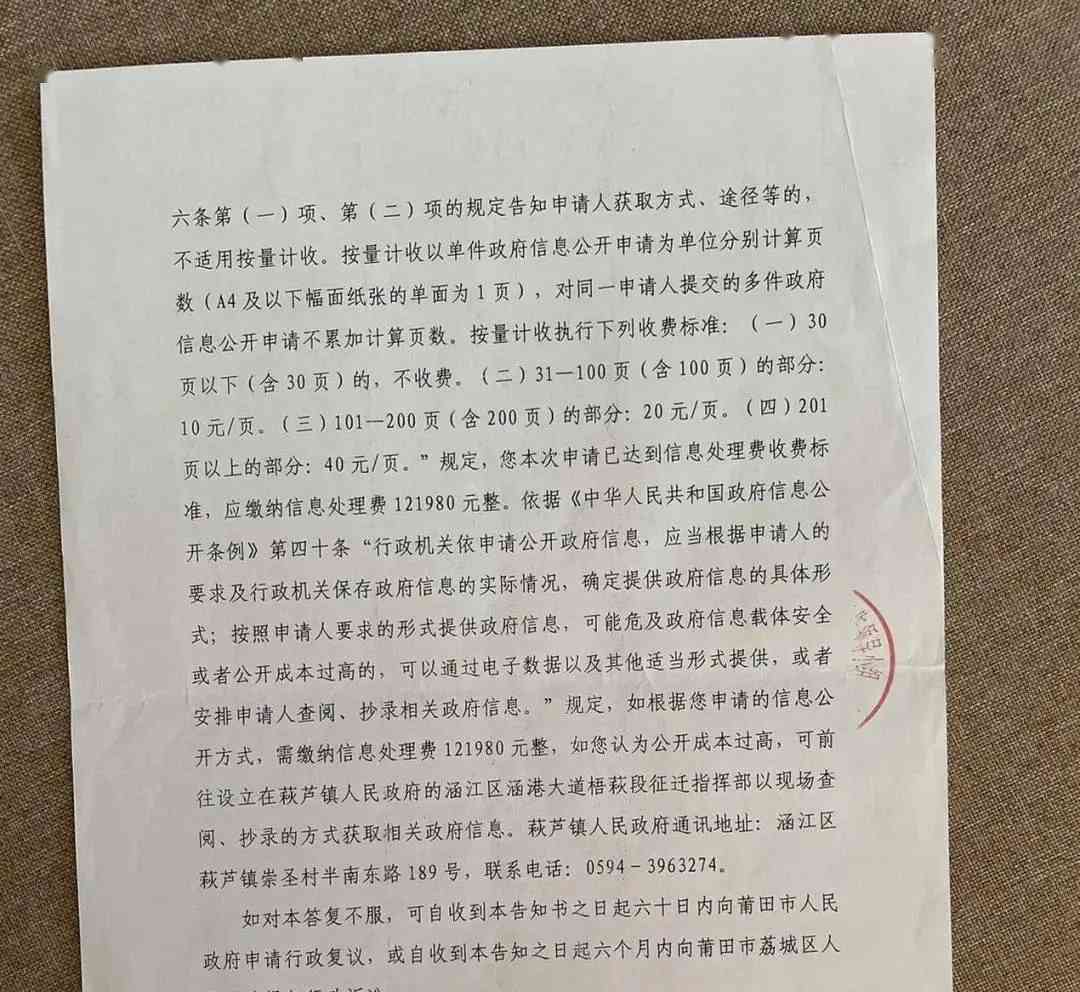 六条第（一）项、第（二）项的规定告知申请人获取方式、途径等的，
不适用按量计收。按量计收以单件政府信息公开申请为单位分别计算页
数（A4及以下幅面纸张的单面为1页），对同一申请人提交的多件政府
信息公开申请不累加计算页数。按量计收执行下列收费标准：（一）30
页以下（含30页）的，不收费。（二）31—100页（含100页）的部分：
10元/页。（三）101—200页（含200页）的部分：20元/页。（四）201
页以上的部分：40元/页。”规定，您本次申请已达到信息处理费收费标
准，应缴纳信息处理费121980元整。依据《中华人民共和国政府信息公
开条例》第四十条“行政机关依申请公开政府信息，应当根据申请人的
要求及行政机关保存政府信息的实际情况，确定提供政府信息的具体形
式；按照申请人要求的形式提供政府信息，可能危及政府信息载体安全
或者公开成本过高的，可以通过电子数据以及其他适当形式提供，或者
安排申请人查阅、抄录相关政府信息。”规定，如根据您申请的信息公
开方式，需缴纳信息处理费121980元整，如您认为公开成本过高，可前
往设立在萩芦镇人民政府的涵江区涵港大道梧萩段征迁指挥部以现场查
阅、抄录的方式获取相关政府信息。萩芦镇人民政府通讯地址：涵江区
萩芦镇崇圣村半南东路189号，联系电话：0594－3963274。
如对本答复不服，可自收到本告知书之日起六十日内向莆田市人民
政府申请行政复议，或自收到本告知之日起六个月内向莆田市荔城区人